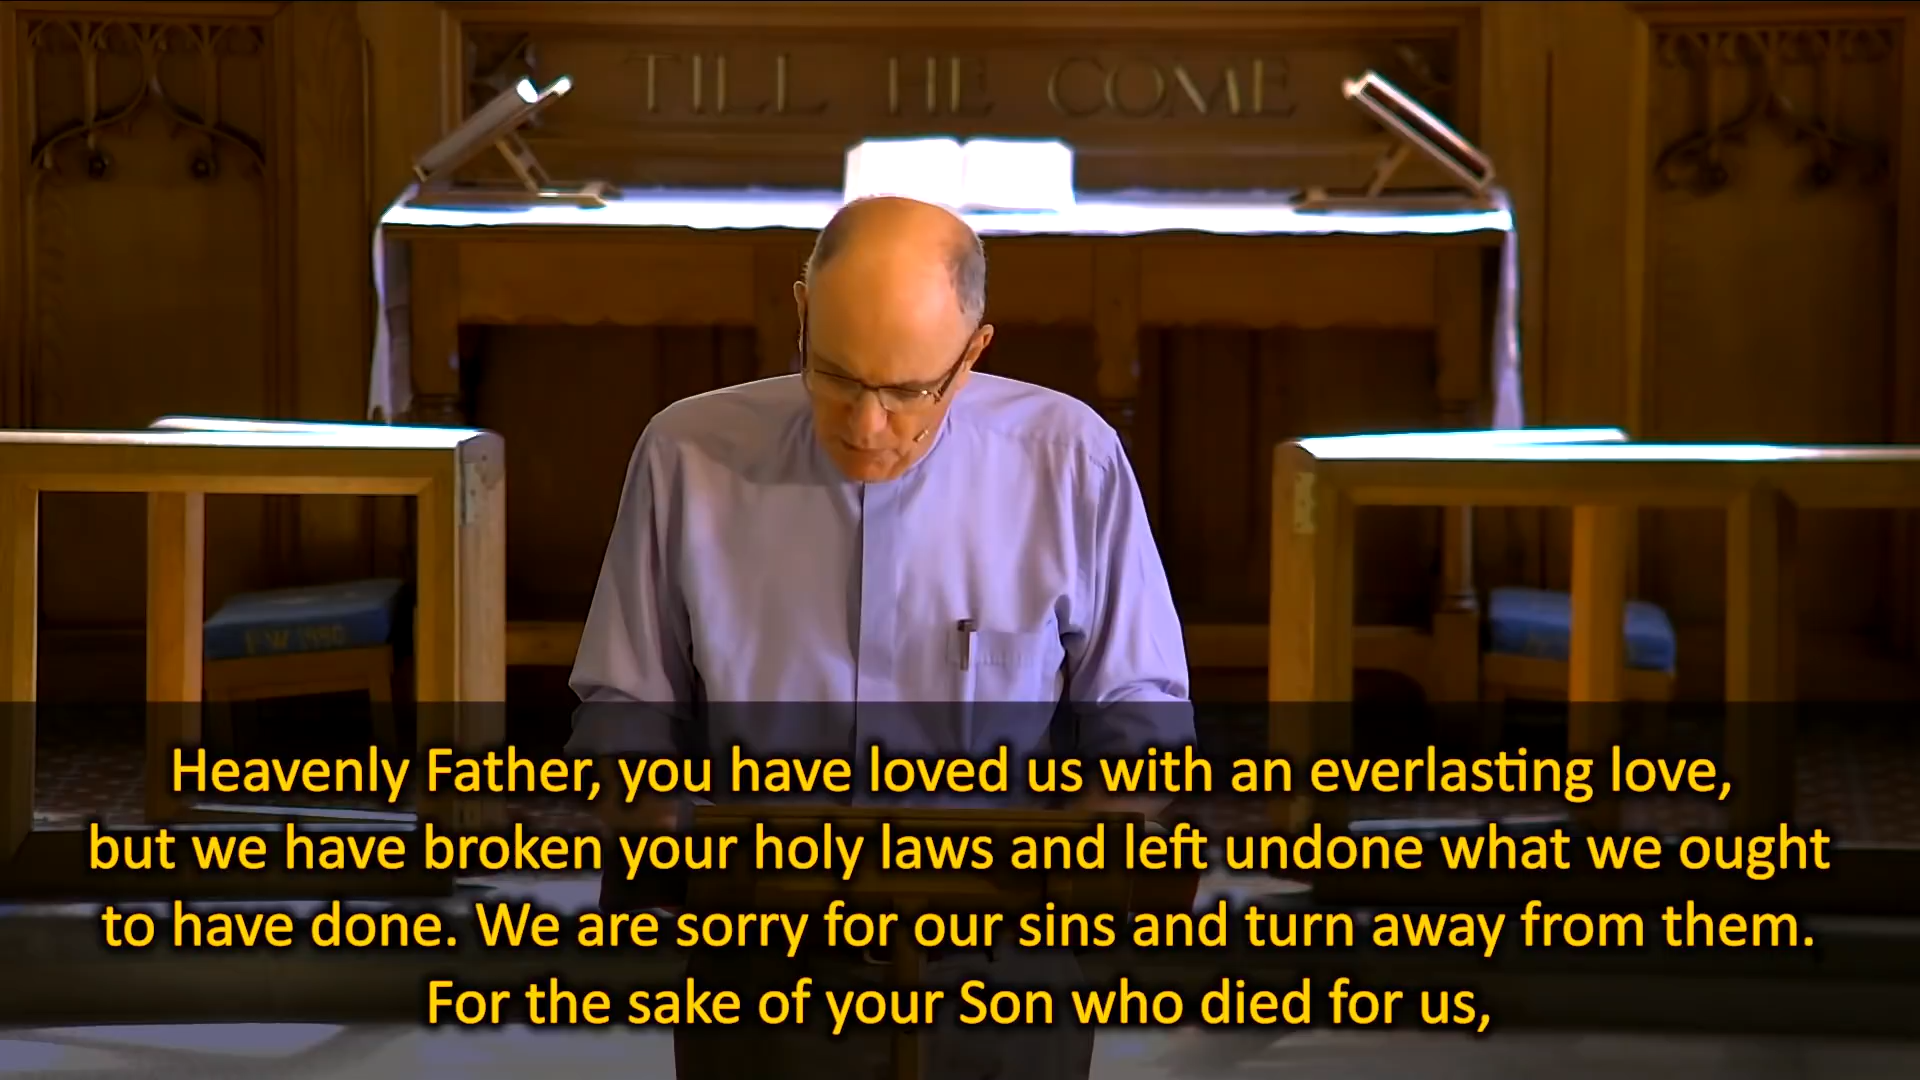 TILL HE COME
Heavenly Father, you have loved us with an everlasting love,
but we have broken your holy laws and left undone what we ought
to have done. We are sorry for our sins and turn away from them.
For the sake of your Son who died for us,